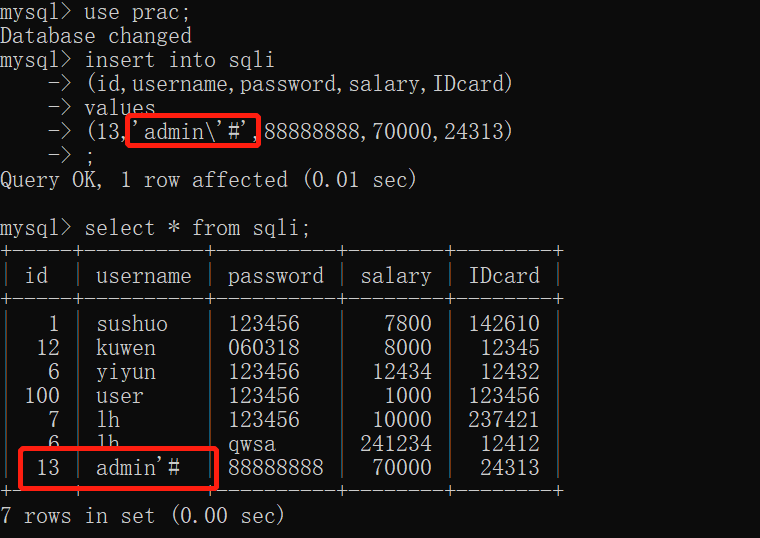 mysql> use prac;
Database changed
mysql> insert into sqli
    -> (id,username,password,salary,IDcard)
    -> values
    -> (13,'admin\'#',88888888,70000,24313)
    -> ;
Query OK, 1 row affected (0.01 sec)
mysql> select * from sqli;
+-----+----------+----------+--------+--------+
| id  | username | password | salary | IDcard |
+-----+----------+----------+--------+--------+
|   1 | sushuo   | 123456   |   7800 | 142610 |
|  12 | kuwen    | 060318   |   8000 |  12345 |
|   6 | yiyun    | 123456   |  12434 |  12432 |
| 100 | user     | 123456   |   1000 | 123456 |
|   7 | lh       | 123456   |  10000 | 237421 |
|   6 | lh       | qwsa     | 241234 |  12412 |
|  13 | admin'#  | 88888888 |  70000 |  24313 |
+-----+----------+----------+--------+--------+
7 rows in set (0.00 sec)